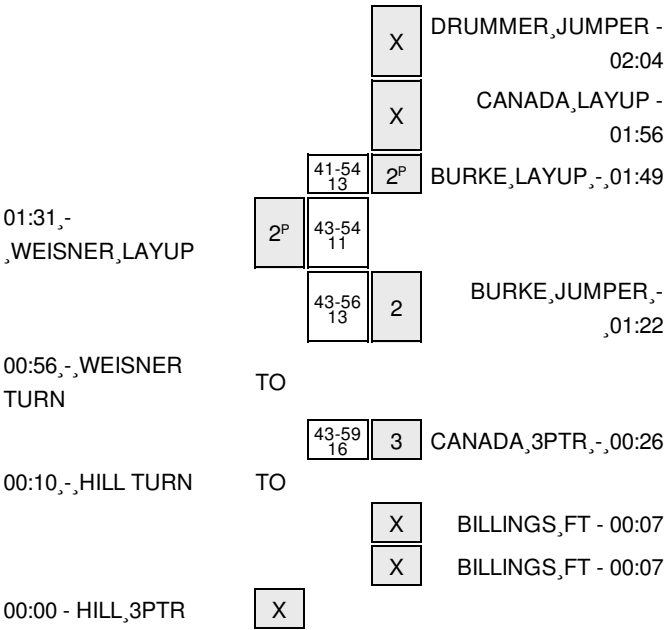 X DRUMMER¸JUMPER -
02:04
X CANADA¸LAYUP -
01:56
41-54
13 2P BURKE¸LAYUP¸-¸01:49
01:31¸-
¸WEISNER¸LAYUP 2P 43-54
11
43-56
13 2 BURKE¸JUMPER¸-
¸01:22
00:56¸-¸WEISNER
TURN TO
43-59
16 3 CANADA¸3PTR¸-¸00:26
00:10¸-¸HILL TURN TO
X BILLINGS¸FT - 00:07
X BILLINGS¸FT - 00:07
00:00 - HILL¸3PTR X